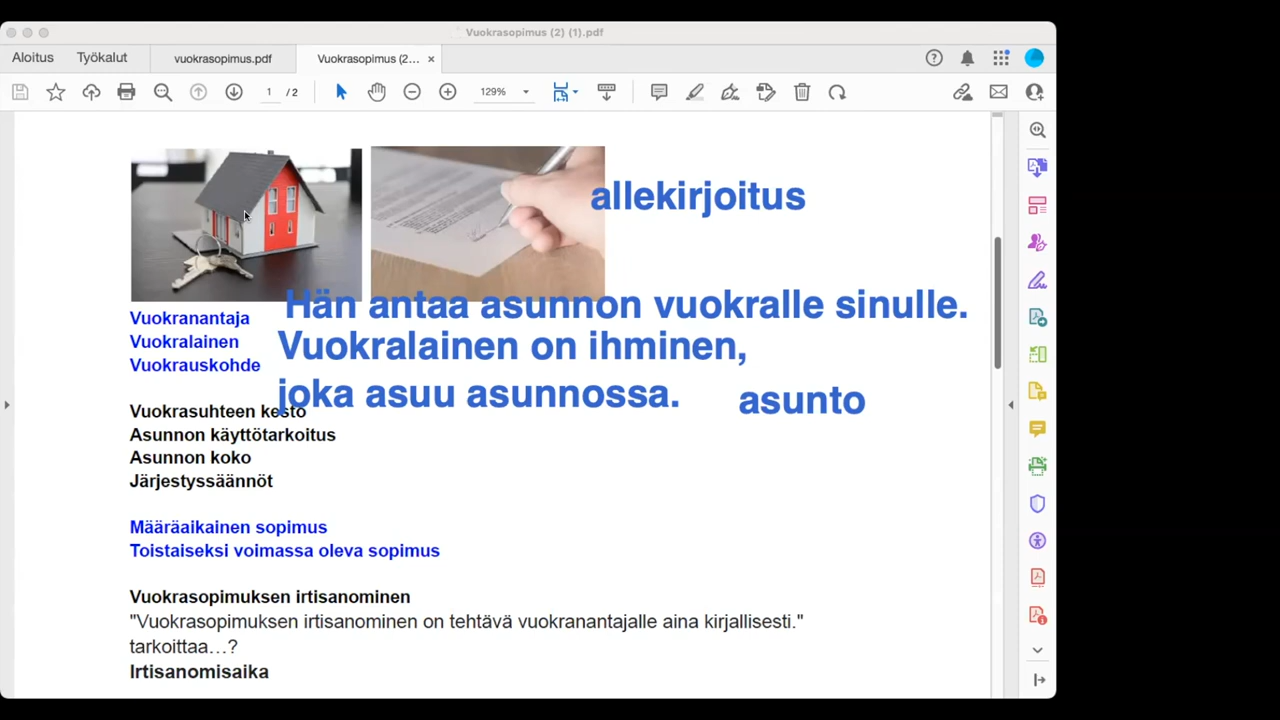 Vuokrasopimus (2) (1).pdf
Aloitus Työkalut vuokrasopimus.pdf Vuokrasopimus (2... ×
1 / 2 129%
allekirjoitus
Hän antaa asunnon vuokralle sinulle.
Vuokranantaja
Vuokralainen
Vuokralainen on ihminen,
Vuokrauskohde
joka asuu asunnossa.
asunto
Vuokrasuhteen kesto
Asunnon käyttötarkoitus
Asunnon koko
Järjestyssäännöt
Määräaikainen sopimus
Toistaiseksi voimassa oleva sopimus
Vuokrasopimuksen irtisanominen
"Vuokrasopimuksen irtisanominen on tehtävä vuokranantajalle aina kirjallisesti."
tarkoittaa...?
Irtisanomisaika